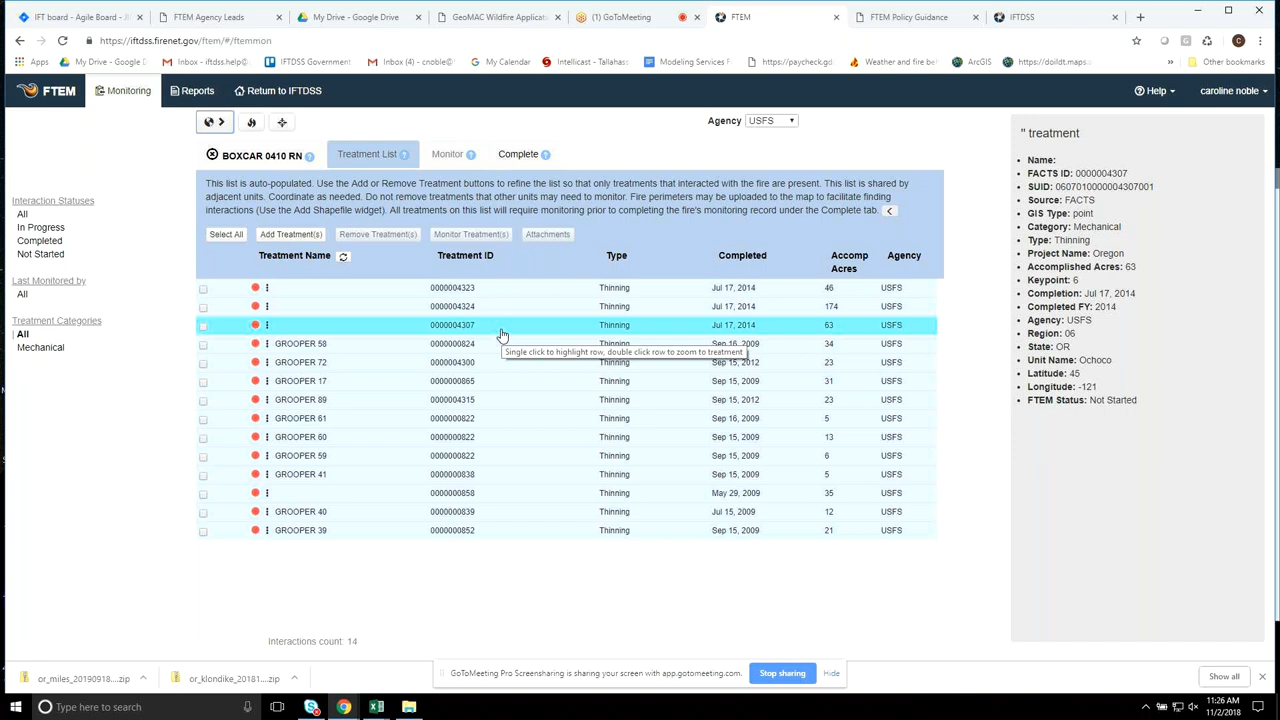 IFT board - Agile Board - JI
FTEM Agency Leads
My Drive - Google Drive
GeoMAC Wildfire Applicat
(1) GoToMeeting
FTEM
FTEM Policy Guidance
IFTDSS
https://iftdss.firenet.gov/ftem/#/ftemmon
Apps
My Drive - Google D
Inbox - iftdss.help@
IFTDSS Government
Inbox (4) - cnoble@
My Calendar
Intellicast - Tallahass
Modeling Services F
https://paycheck.gd
Weather and fire be
ArcGIS
https://doildt.maps.a
Other bookmarks
FTEM
Monitoring
Reports
Return to IFTDSS
Help
caroline noble
Agency
USFS
BOXCAR 0410 RN
Treatment List
Monitor
Complete
This list is auto-populated. Use the Add or Remove Treatment buttons to refine the list so that only treatments that interacted with the fire are present. This list is shared by
adjacent units. Coordinate as needed. Do not remove treatments that other units may need to monitor. Fire perimeters may be uploaded to the map to facilitate finding
interactions (Use the Add Shapefile widget). All treatments on this list will require monitoring prior to completing the fire's monitoring record under the Complete tab.
Select All
Add Treatment(s)
Remove Treatment(s)
Monitor Treatment(s)
Attachments
Treatment Name Treatment ID Type Completed Accomp Acres Agency
0000004323 Thinning Jul 17, 2014 46 USFS
0000004324 Thinning Jul 17, 2014 174 USFS
0000004307 Thinning Jul 17, 2014 63 USFS
GROOPER 58 0000000824 Thinning Sep 16, 2009 34 USFS
Single click to highlight row, double click row to zoom to treatment
GROOPER 72 0000004300 Thinning Sep 15, 2012 23 USFS
GROOPER 17 0000000865 Thinning Sep 15, 2009 31 USFS
GROOPER 89 0000004315 Thinning Sep 15, 2012 23 USFS
GROOPER 61 0000000822 Thinning Sep 16, 2009 5 USFS
GROOPER 60 0000000822 Thinning Sep 15, 2009 13 USFS
GROOPER 59 0000000822 Thinning Sep 15, 2009 6 USFS
GROOPER 41 0000000838 Thinning Sep 15, 2009 5 USFS
0000000858 Thinning May 29, 2009 35 USFS
GROOPER 40 0000000839 Thinning Jul 15, 2009 12 USFS
GROOPER 39 0000000852 Thinning Sep 15, 2009 21 USFS
Interactions count: 14
Interaction Statuses
All
In Progress
Completed
Not Started
Last Monitored by
All
Treatment Categories
All
Mechanical
" treatment
Name:
FACTS ID: 0000004307
SUID: 0607010000004307001
Source: FACTS
GIS Type: point
Category: Mechanical
Type: Thinning
Project Name: Oregon
Accomplished Acres: 63
Keypoint: 6
Completion: Jul 17, 2014
Completed FY: 2014
Agency: USFS
Region: 06
State: OR
Unit Name: Ochoco
Latitude: 45
Longitude: -121
FTEM Status: Not Started
or_klondike_20181....zip
GoToMeeting Pro Screensharing is sharing your screen with app.gotomeeting.com.
Stop sharing
Hide
Show all
Type here to search
11:26 AM
11/2/2018